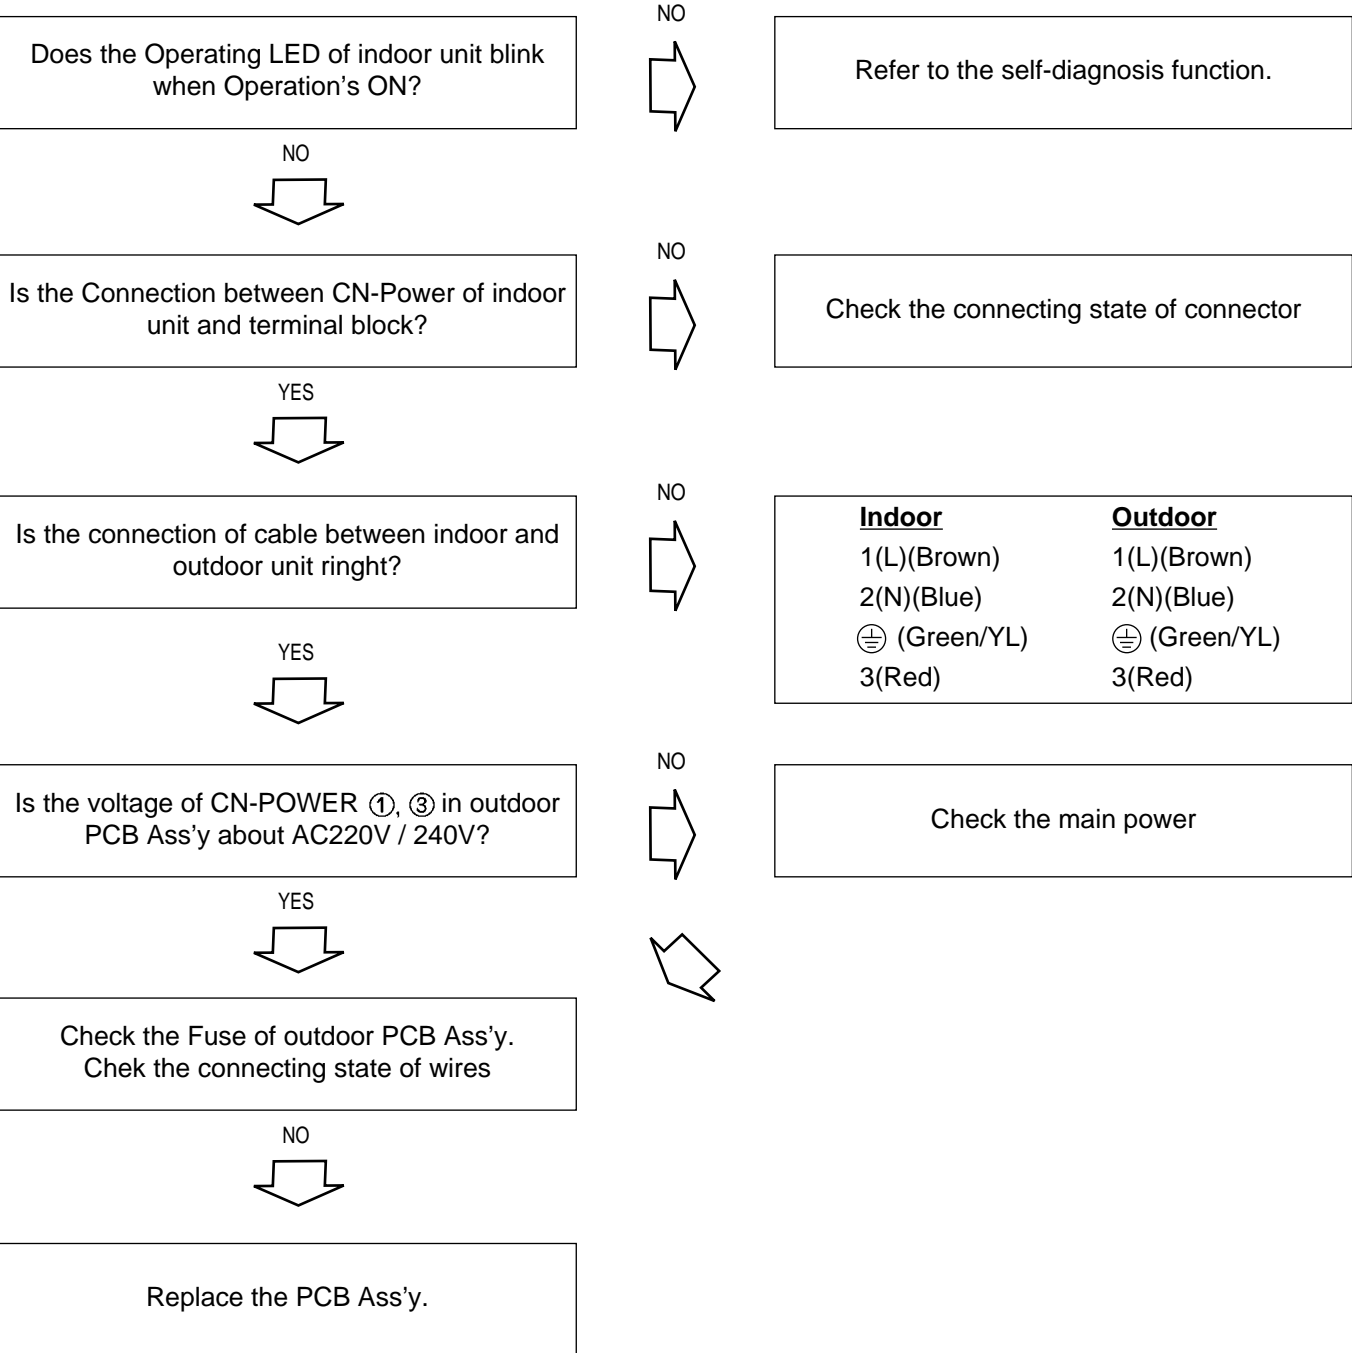 NO
Does the Operating LED of indoor unit blink
when Operation's ON?
Refer to the self-diagnosis function.
NO
NO
Is the Connection between CN-Power of indoor
unit and terminal block?
Check the connecting state of connector
YES
NO
Is the connection of cable between indoor and
outdoor unit ringht?
Indoor Outdoor
1(L)(Brown) 1(L)(Brown)
2(N)(Blue) 2(N)(Blue)
⏚ (Green/YL) ⏚ (Green/YL)
3(Red) 3(Red)
YES
NO
Is the voltage of CN-POWER ①, ③ in outdoor
PCB Ass'y about AC220V / 240V?
Check the main power
YES
Check the Fuse of outdoor PCB Ass'y.
Chek the connecting state of wires
NO
Replace the PCB Ass'y.